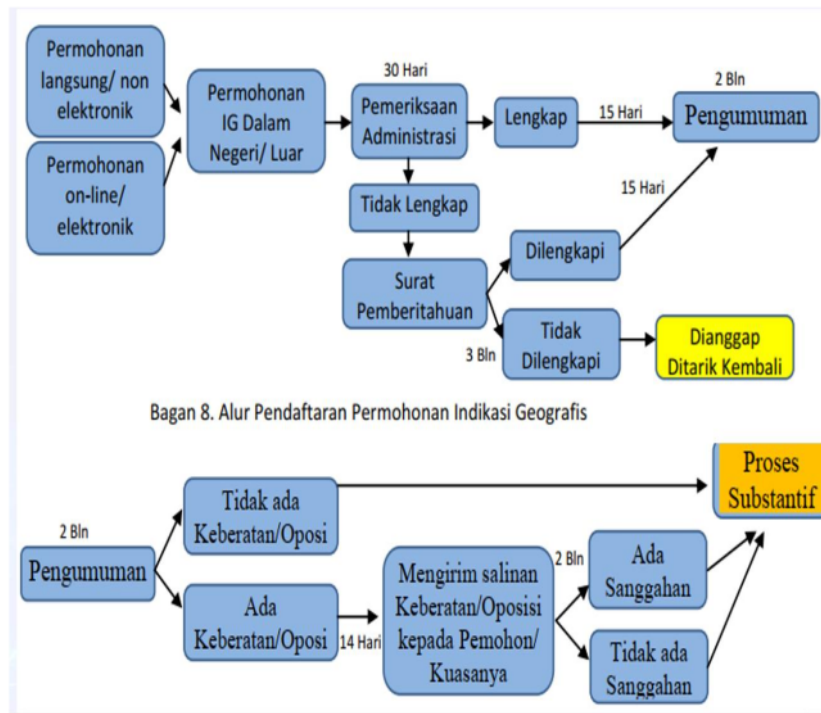 Permohonan
langsung/ non
elektronik
Permohonan
on-line/
elektronik
Permohonan
IG Dalam
Negeri/ Luar
30 Hari
Pemeriksaan
Administrasi
Lengkap
15 Hari
2 Bln
Pengumuman
Tidak Lengkap
Surat
Pemberitahuan
Dilengkapi
15 Hari
3 Bln
Tidak
Dilengkapi
Dianggap
Ditarik Kembali
Bagan 8. Alur Pendaftaran Permohonan Indikasi Geografis
2 Bln
Pengumuman
Tidak ada
Keberatan/Oposi
Ada
Keberatan/Oposi
14 Hari
Mengirim salinan
Keberatan/Oposisi
kepada Pemohon/
Kuasanya
2 Bln
Ada
Sanggahan
Tidak ada
Sanggahan
Proses
Substantif